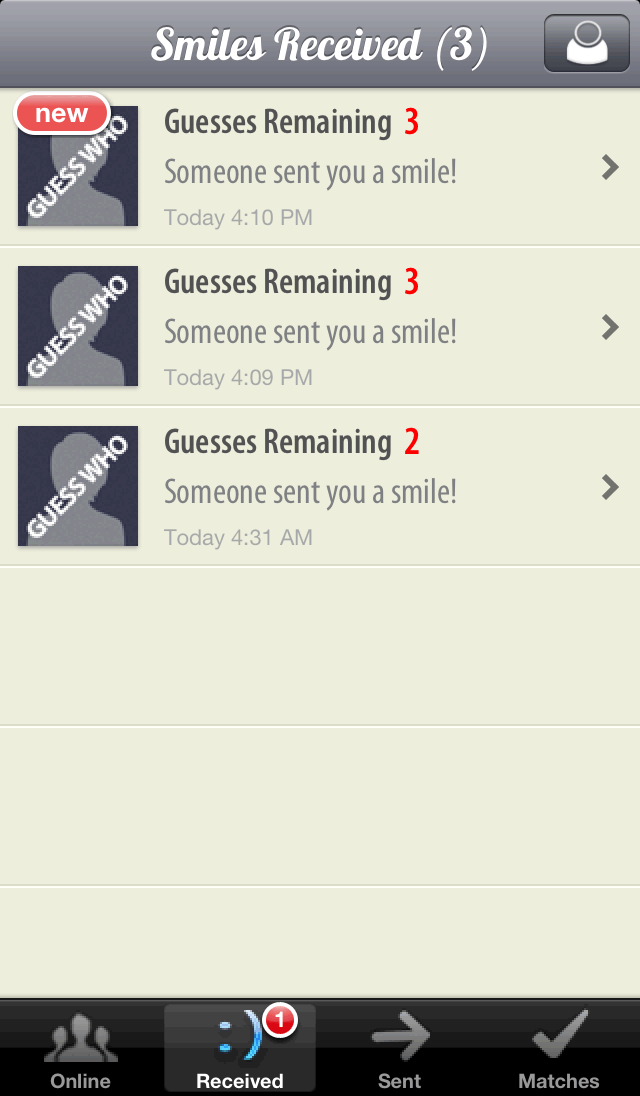 Smiles Received (3)
new
GUESS WHO
Guesses Remaining 3
Someone sent you a smile!
Today 4:10 PM
GUESS WHO
Guesses Remaining 3
Someone sent you a smile!
Today 4:09 PM
GUESS WHO
Guesses Remaining 2
Someone sent you a smile!
Today 4:31 AM
:)
1
Online
Received
Sent
Matches